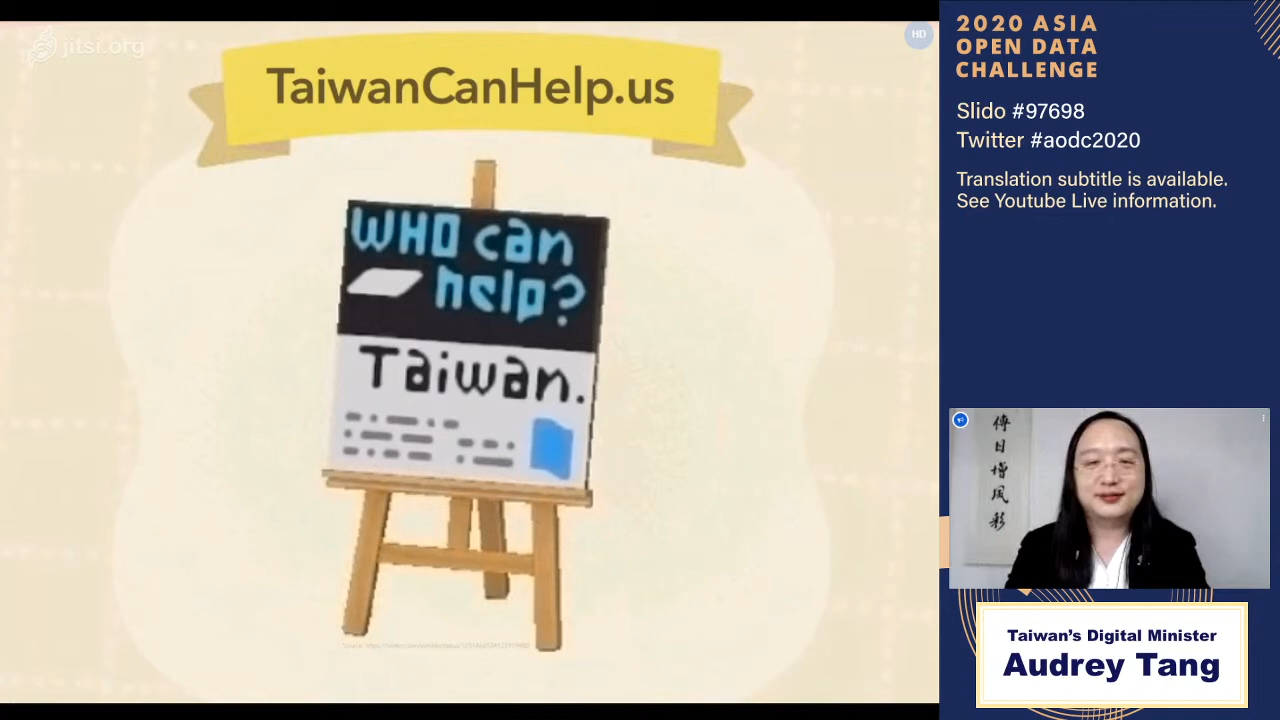 jitsi.org
HD
TaiwanCanHelp.us
WHO can
help?
Taiwan.
2020 ASIA
OPEN DATA
CHALLENGE
Slido #97698
Twitter #aodc2020
Translation subtitle is available.
See Youtube Live information.
傳
日
增
風
彩
Taiwan's Digital Minister
Audrey Tang